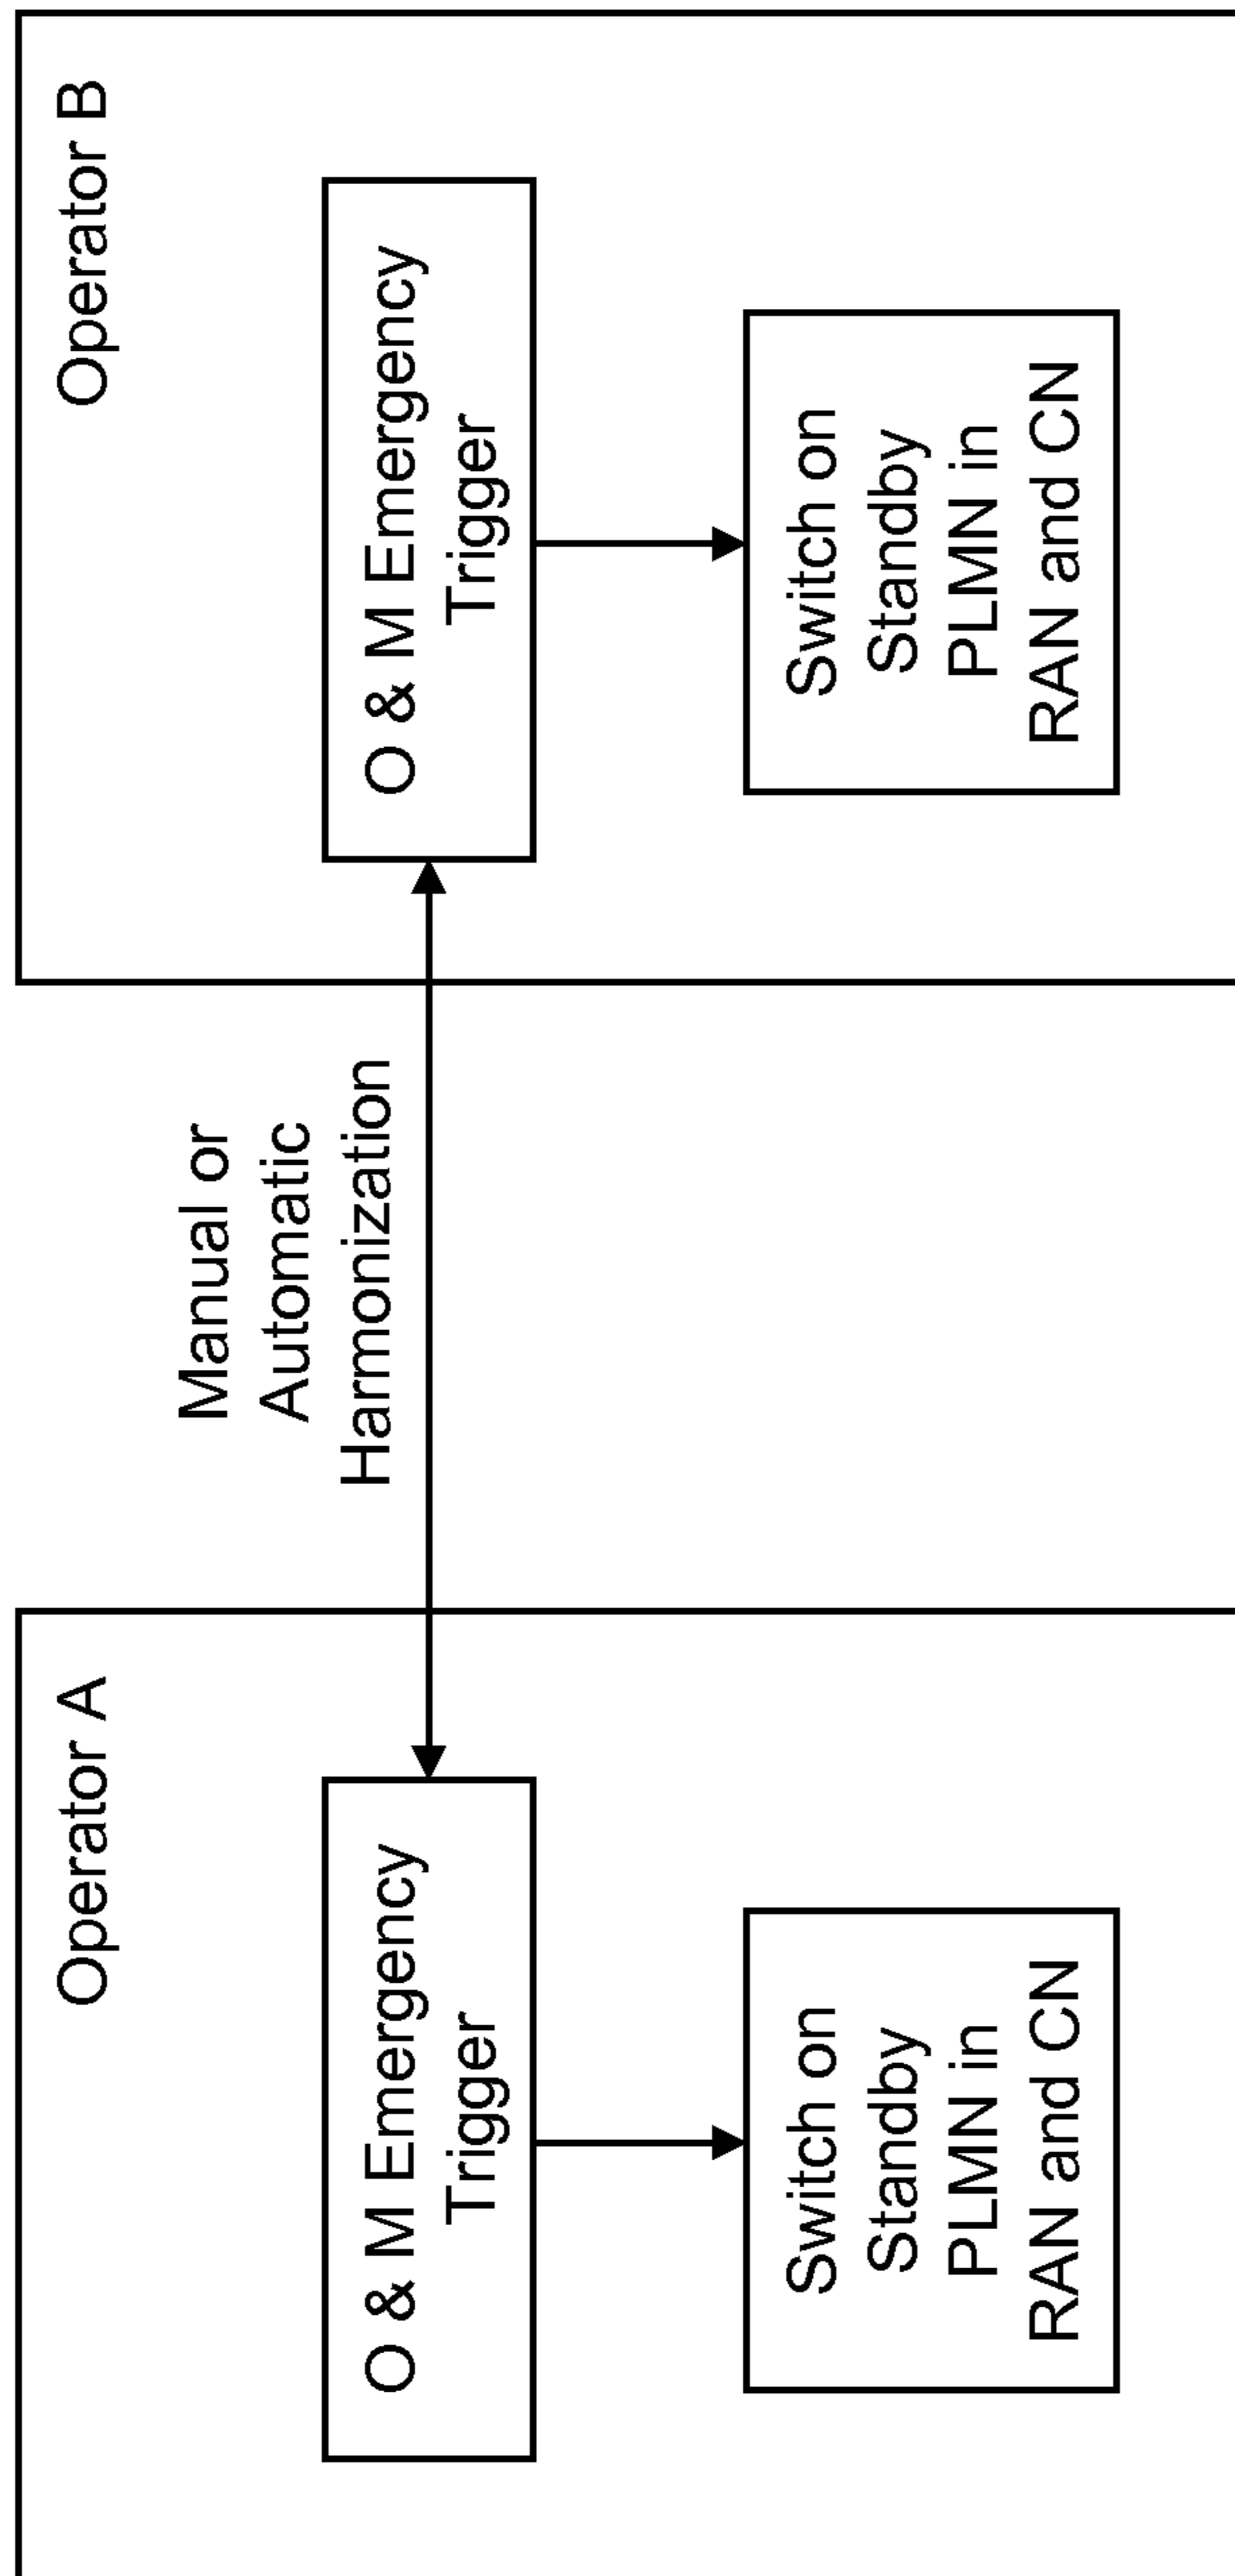 Operator A
O & M Emergency
Trigger
Switch on
Standby
PLMN in
RAN and CN
Manual or
Automatic
Harmonization
Operator B
O & M Emergency
Trigger
Switch on
Standby
PLMN in
RAN and CN